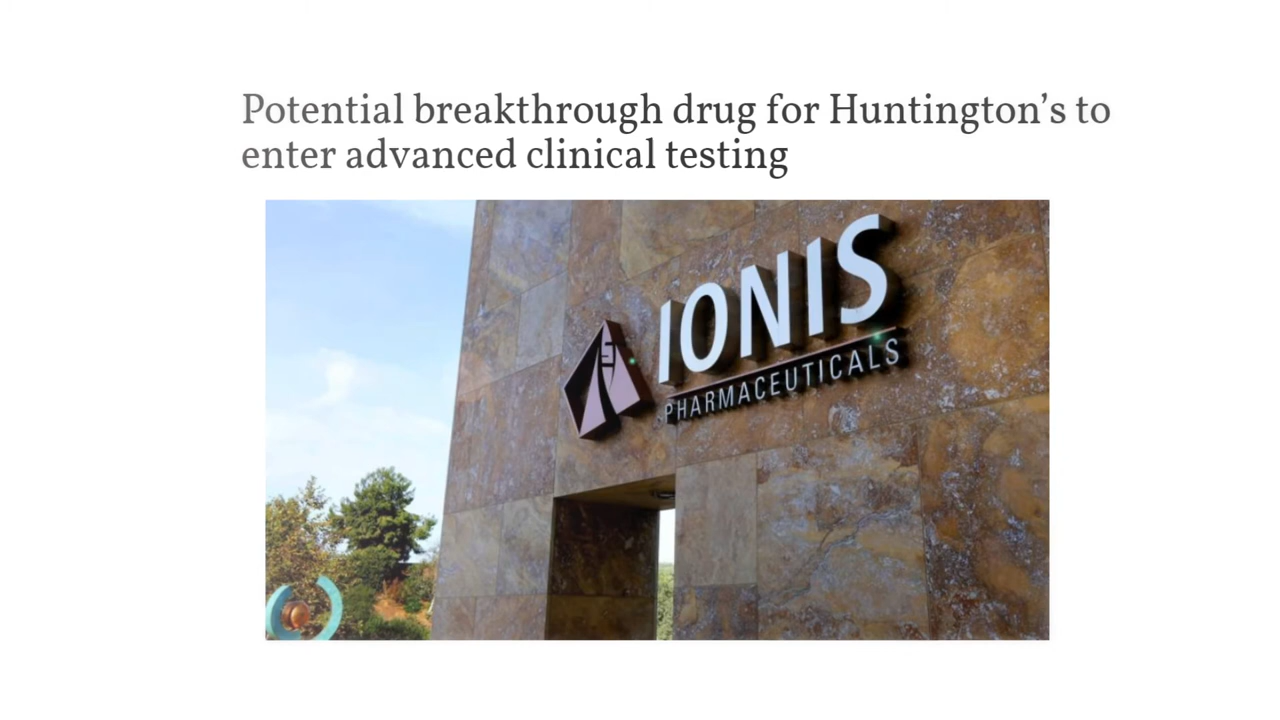 Potential breakthrough drug for Huntington’s to
enter advanced clinical testing
IONIS
PHARMACEUTICALS